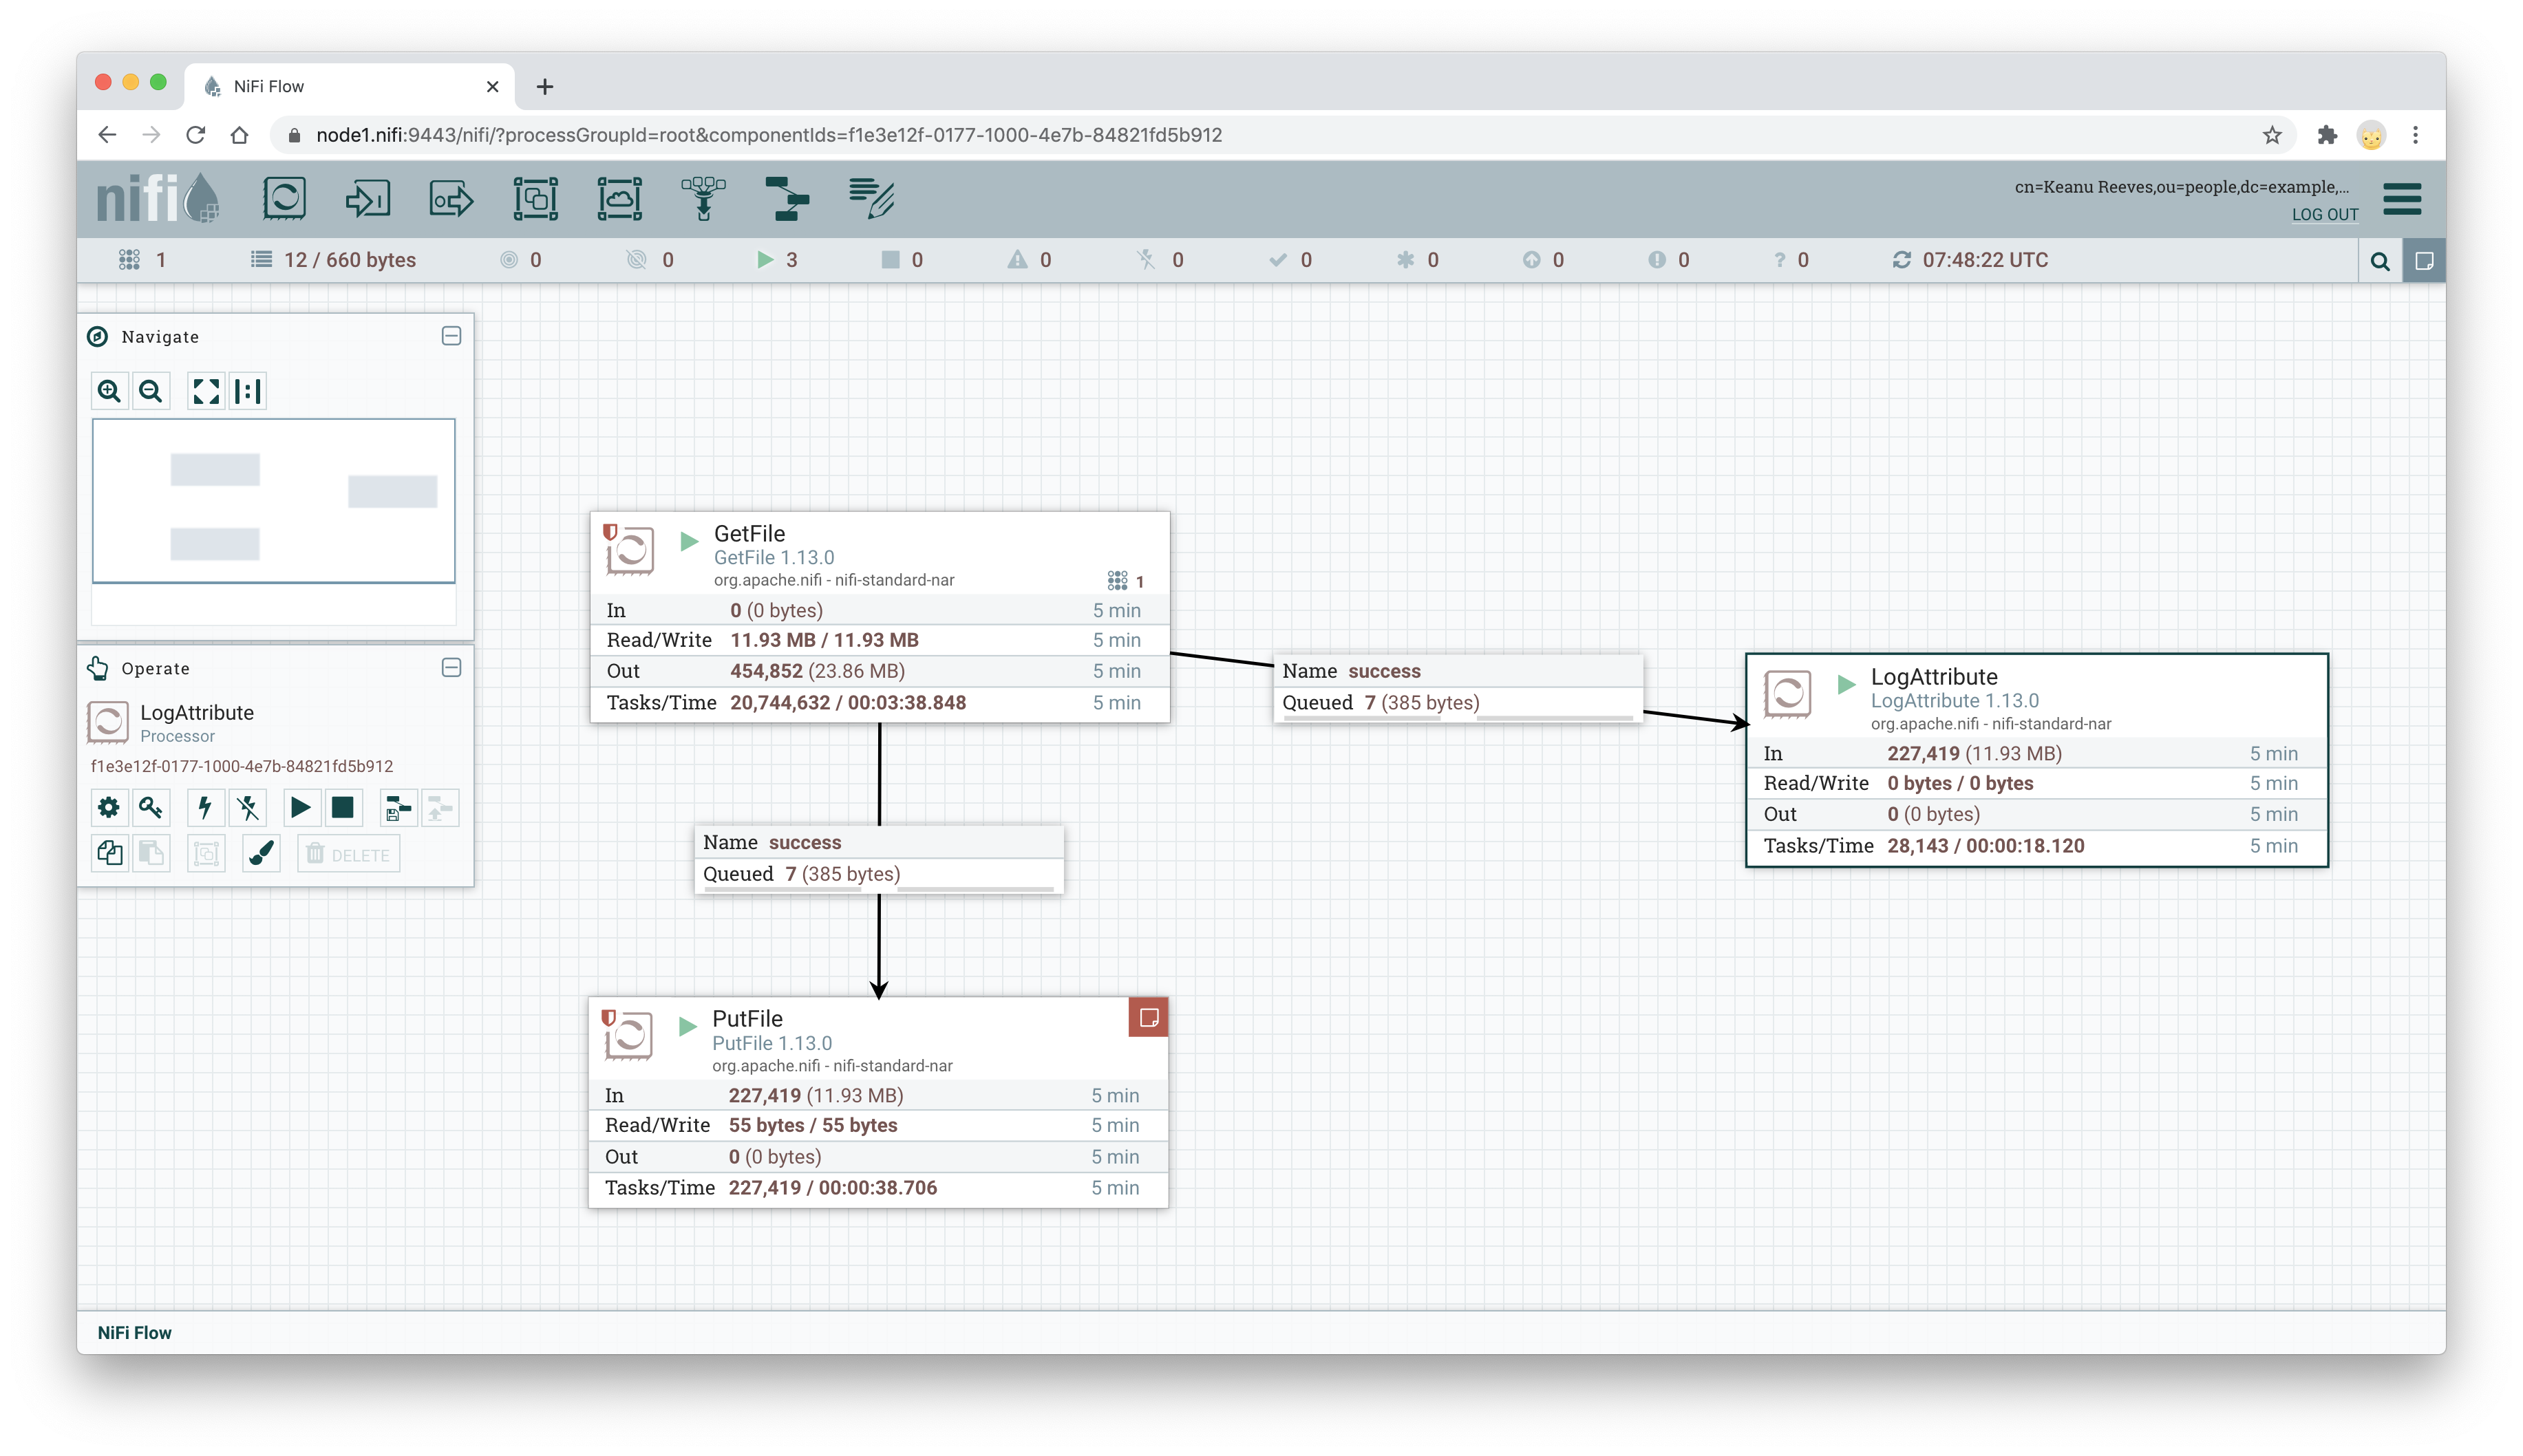 NiFi Flow
node1.nifi:9443/nifi/?processGroupId=root&componentIds=f1e3e12f-0177-1000-4e7b-84821fd5b912
nifi
cn=Keanu Reeves,ou=people,dc=example,...
LOG OUT
1 12 / 660 bytes 0 0 3 0 0 0 0 0 0 0 ? 0 07:48:22 UTC
Navigate
Operate
LogAttribute
Processor
f1e3e12f-0177-1000-4e7b-84821fd5b912
DELETE
GetFile
GetFile 1.13.0
org.apache.nifi - nifi-standard-nar
1
In 0 (0 bytes) 5 min
Read/Write 11.93 MB / 11.93 MB 5 min
Out 454,852 (23.86 MB) 5 min
Tasks/Time 20,744,632 / 00:03:38.848 5 min
Name success
Queued 7 (385 bytes)
LogAttribute
LogAttribute 1.13.0
org.apache.nifi - nifi-standard-nar
In 227,419 (11.93 MB) 5 min
Read/Write 0 bytes / 0 bytes 5 min
Out 0 (0 bytes) 5 min
Tasks/Time 28,143 / 00:00:18.120 5 min
Name success
Queued 7 (385 bytes)
PutFile
PutFile 1.13.0
org.apache.nifi - nifi-standard-nar
In 227,419 (11.93 MB) 5 min
Read/Write 55 bytes / 55 bytes 5 min
Out 0 (0 bytes) 5 min
Tasks/Time 227,419 / 00:00:38.706 5 min
NiFi Flow